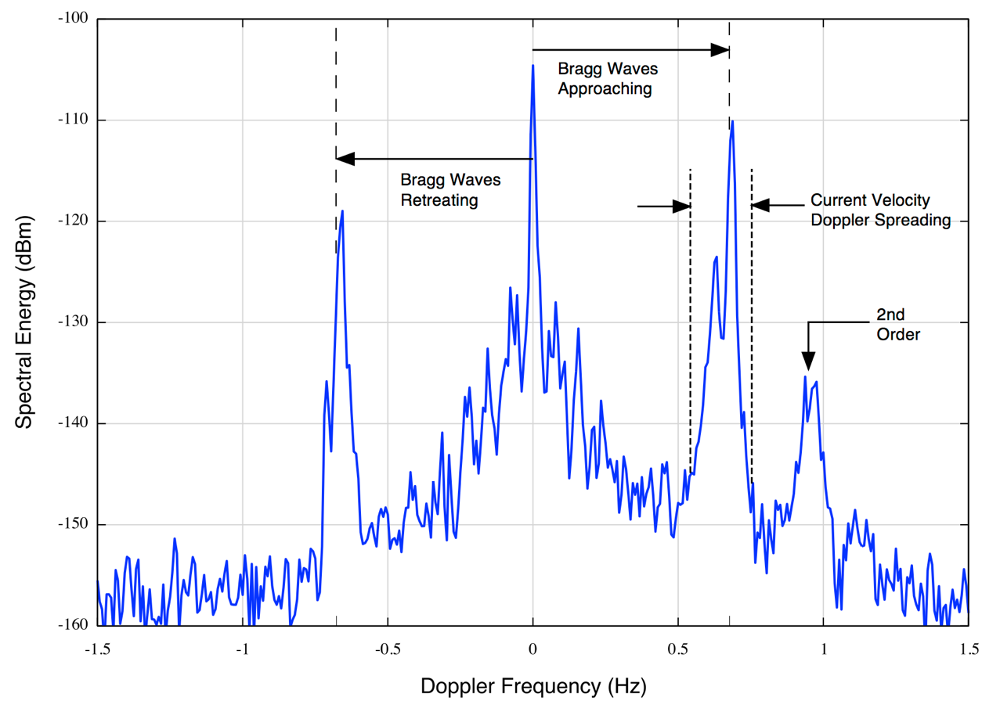 -100
-110
-120
-130
-140
-150
-160
Spectral Energy (dBm)
Bragg Waves
Approaching
Bragg Waves
Retreating
Current Velocity
Doppler Spreading
2nd
Order
-1.5 -1 -0.5 0 0.5 1 1.5
Doppler Frequency (Hz)